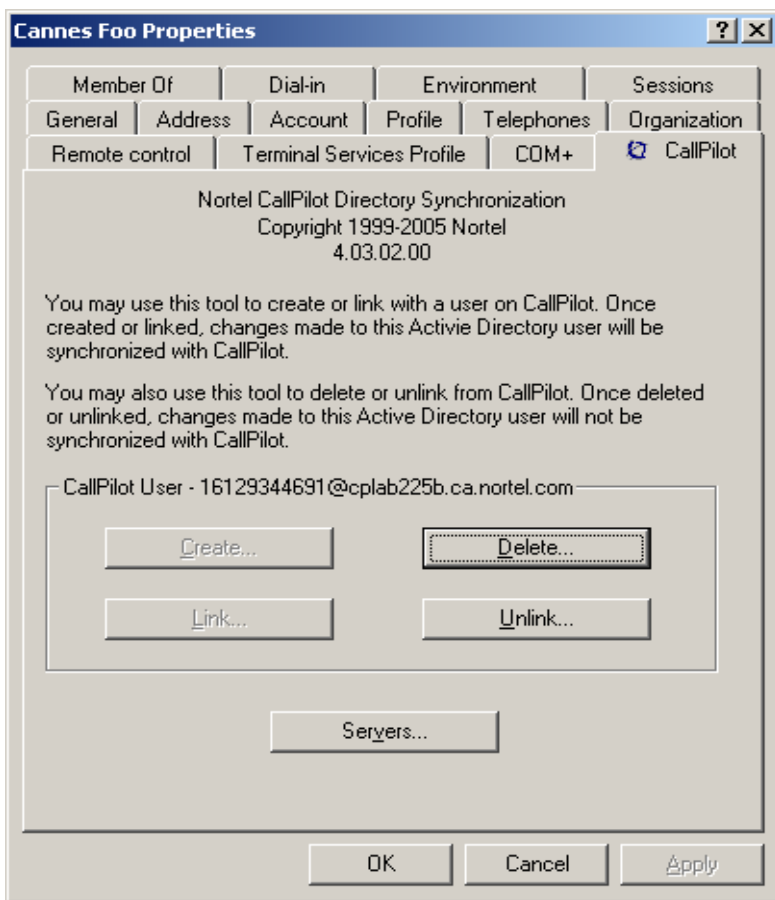 Cannes Foo Properties
Member Of Dial-in Environment Sessions
General Address Account Profile Telephones Organization
Remote control Terminal Services Profile COM+ CallPilot
Nortel CallPilot Directory Synchronization
Copyright 1999-2005 Nortel
4.03.02.00
You may use this tool to create or link with a user on CallPilot. Once
created or linked, changes made to this Activie Directory user will be
synchronized with CallPilot.
You may also use this tool to delete or unlink from CallPilot. Once deleted
or unlinked, changes made to this Active Directory user will not be
synchronized with CallPilot.
CallPilot User - 16129344691@cplab225b.ca.nortel.com
Create... Delete...
Link... Unlink...
Servers...
OK Cancel Apply